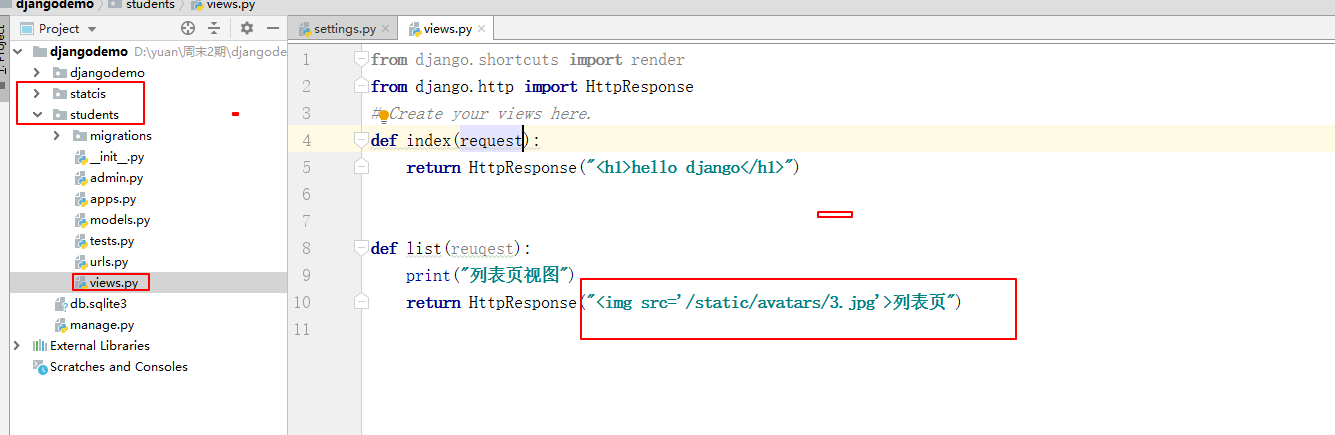 djangodemo students views.py
Project
Project
settings.py
views.py
djangodemo D:\yuan\周末2期\djangode
djangodemo
statcis
students
migrations
__init__.py
admin.py
apps.py
models.py
tests.py
urls.py
views.py
db.sqlite3
manage.py
External Libraries
Scratches and Consoles
1 from django.shortcuts import render
2 from django.http import HttpResponse
3 # Create your views here.
4 def index(request):
5 return HttpResponse("<h1>hello django</h1>")
6
7
8 def list(reuqest):
9 print("列表页视图")
10 return HttpResponse("<img src='/static/avatars/3.jpg'>列表页")
11